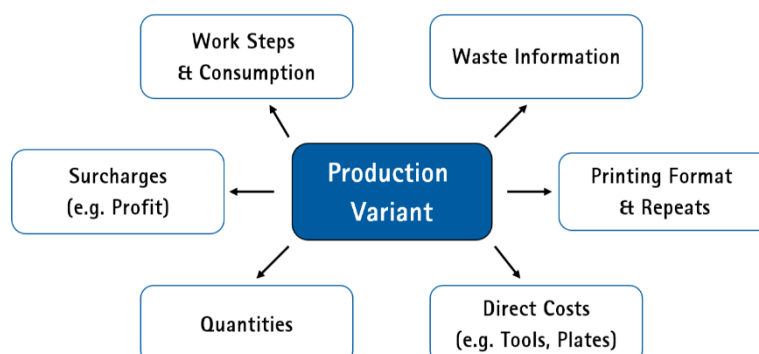 Work Steps
& Consumption
Waste Information
Surcharges
(e.g. Profit)
Production
Variant
Printing Format
& Repeats
Quantities
Direct Costs
(e.g. Tools, Plates)